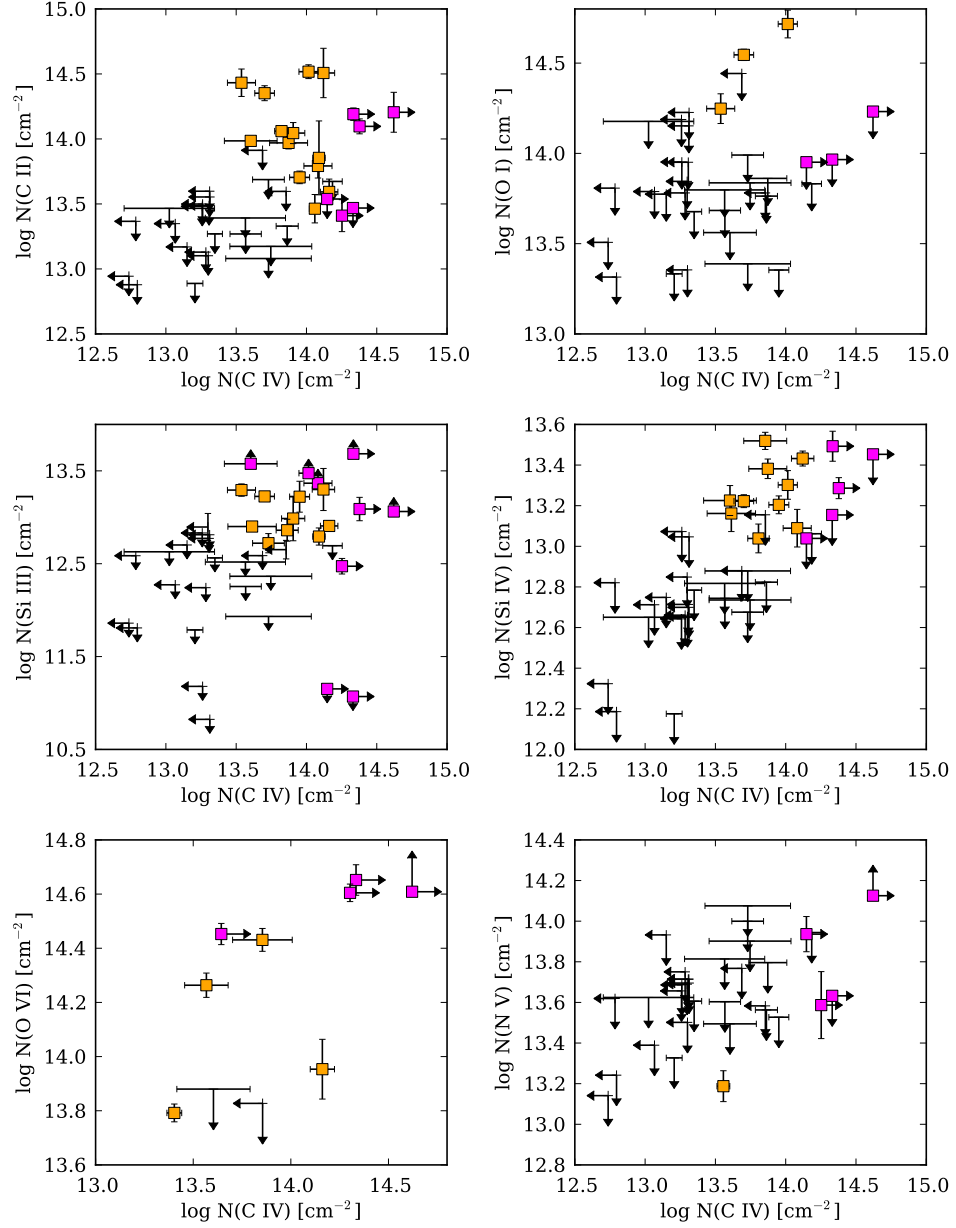 15.0
14.5
14.0
13.5
13.0
12.5
log N(C II) [cm⁻²]
12.5 13.0 13.5 14.0 14.5 15.0
log N(C IV) [cm⁻²]
14.5
14.0
13.5
13.0
log N(O I) [cm⁻²]
12.5 13.0 13.5 14.0 14.5 15.0
log N(C IV) [cm⁻²]
13.5
12.5
11.5
10.5
log N(Si III) [cm⁻²]
12.5 13.0 13.5 14.0 14.5 15.0
log N(C IV) [cm⁻²]
13.6
13.4
13.2
13.0
12.8
12.6
12.4
12.2
12.0
log N(Si IV) [cm⁻²]
12.5 13.0 13.5 14.0 14.5 15.0
log N(C IV) [cm⁻²]
14.8
14.6
14.4
14.2
14.0
13.8
13.6
log N(O VI) [cm⁻²]
13.0 13.5 14.0 14.5
log N(C IV) [cm⁻²]
14.4
14.2
14.0
13.8
13.6
13.4
13.2
13.0
12.8
log N(N V) [cm⁻²]
12.5 13.0 13.5 14.0 14.5 15.0
log N(C IV) [cm⁻²]